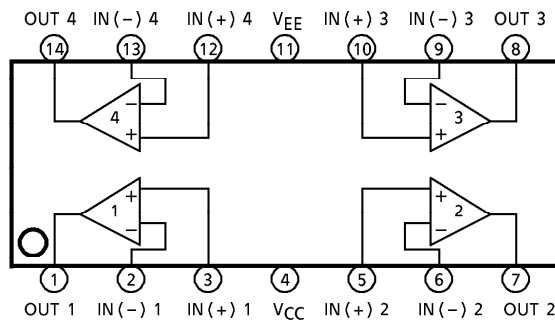 OUT 4 IN (−) 4 IN (+) 4 VEE IN (+) 3 IN (−) 3 OUT 3
14 13 12 11 10 9 8
− −
4 3
+ +
+ +
1 2
− −
1 2 3 4 5 6 7
OUT 1 IN (−) 1 IN (+) 1 VCC IN (+) 2 IN (−) 2 OUT 2